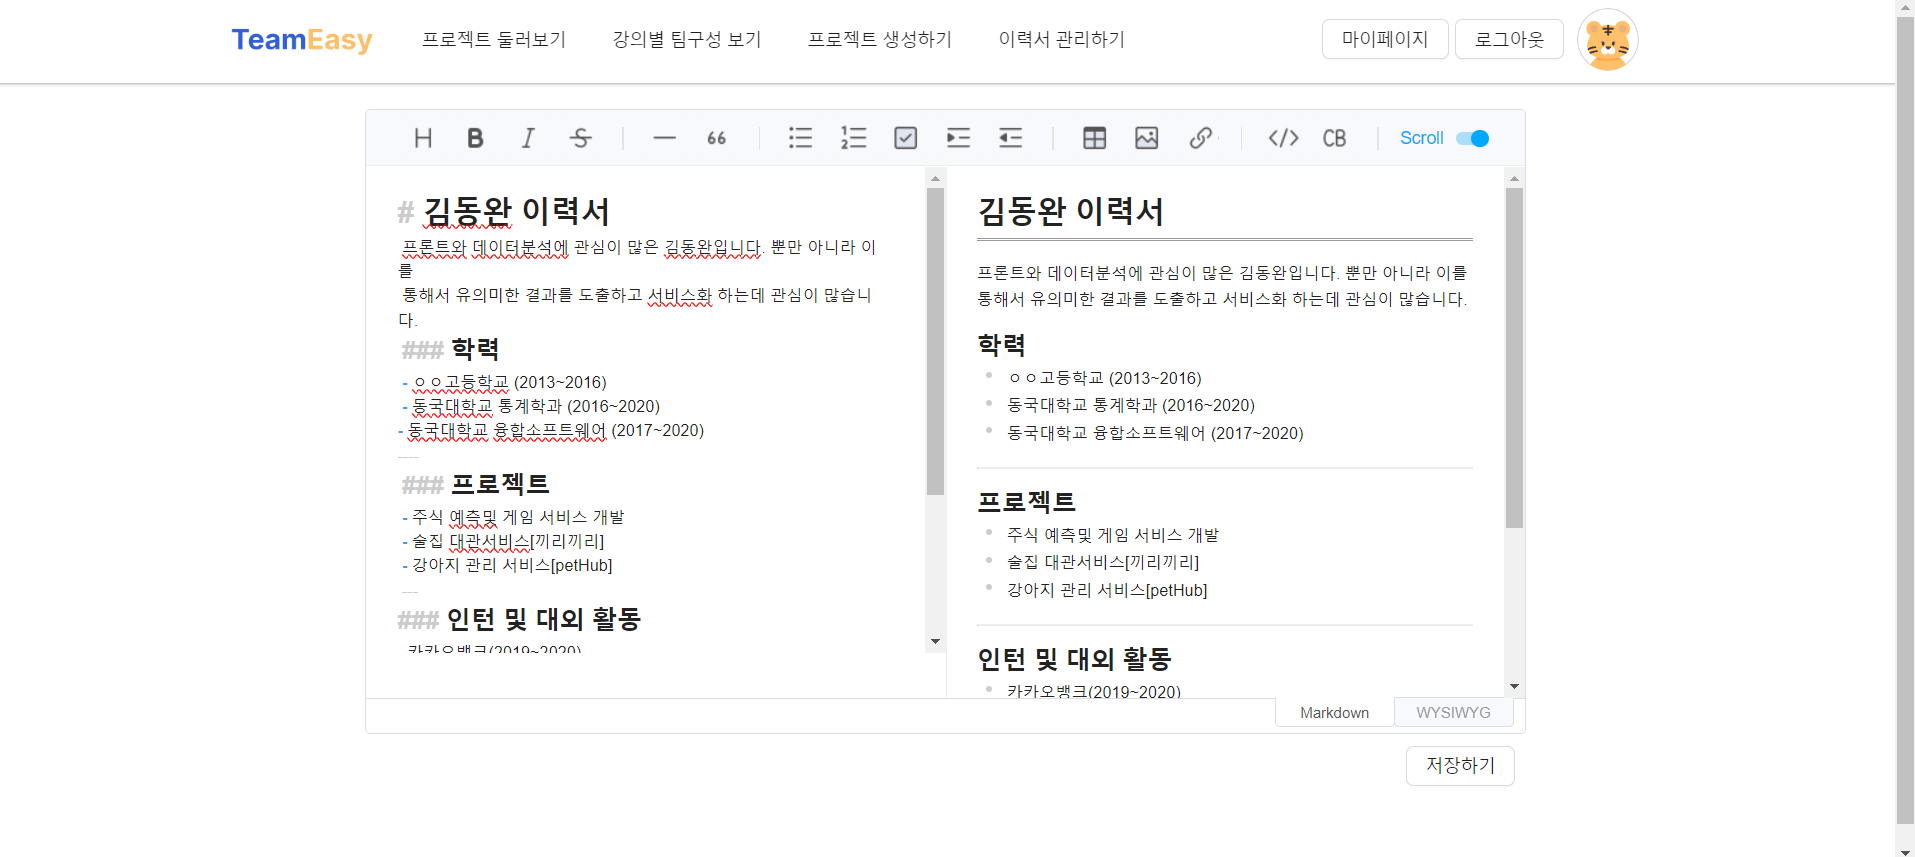 TeamEasy 프로젝트 둘러보기 강의별 팀구성 보기 프로젝트 생성하기 이력서 관리하기 마이페이지 로그아웃
H B I S — 66 </> CB Scroll
# 김동완 이력서
프론트와 데이터분석에 관심이 많은 김동완입니다. 뿐만 아니라 이
를
통해서 유의미한 결과를 도출하고 서비스화 하는데 관심이 많습니
다.
### 학력
- ㅇㅇ고등학교 (2013~2016)
- 동국대학교 통계학과 (2016~2020)
- 동국대학교 융합소프트웨어 (2017~2020)
----
### 프로젝트
- 주식 예측및 게임 서비스 개발
- 술집 대관서비스[끼리끼리]
- 강아지 관리 서비스[petHub]
---
### 인턴 및 대외 활동
카카오뱅크(2019~2020)
김동완 이력서
프론트와 데이터분석에 관심이 많은 김동완입니다. 뿐만 아니라 이를
통해서 유의미한 결과를 도출하고 서비스화 하는데 관심이 많습니다.
학력
ㅇㅇ고등학교 (2013~2016)
동국대학교 통계학과 (2016~2020)
동국대학교 융합소프트웨어 (2017~2020)
프로젝트
주식 예측및 게임 서비스 개발
술집 대관서비스[끼리끼리]
강아지 관리 서비스[petHub]
인턴 및 대외 활동
카카오뱅크(2019~2020)
Markdown WYSIWYG
저장하기